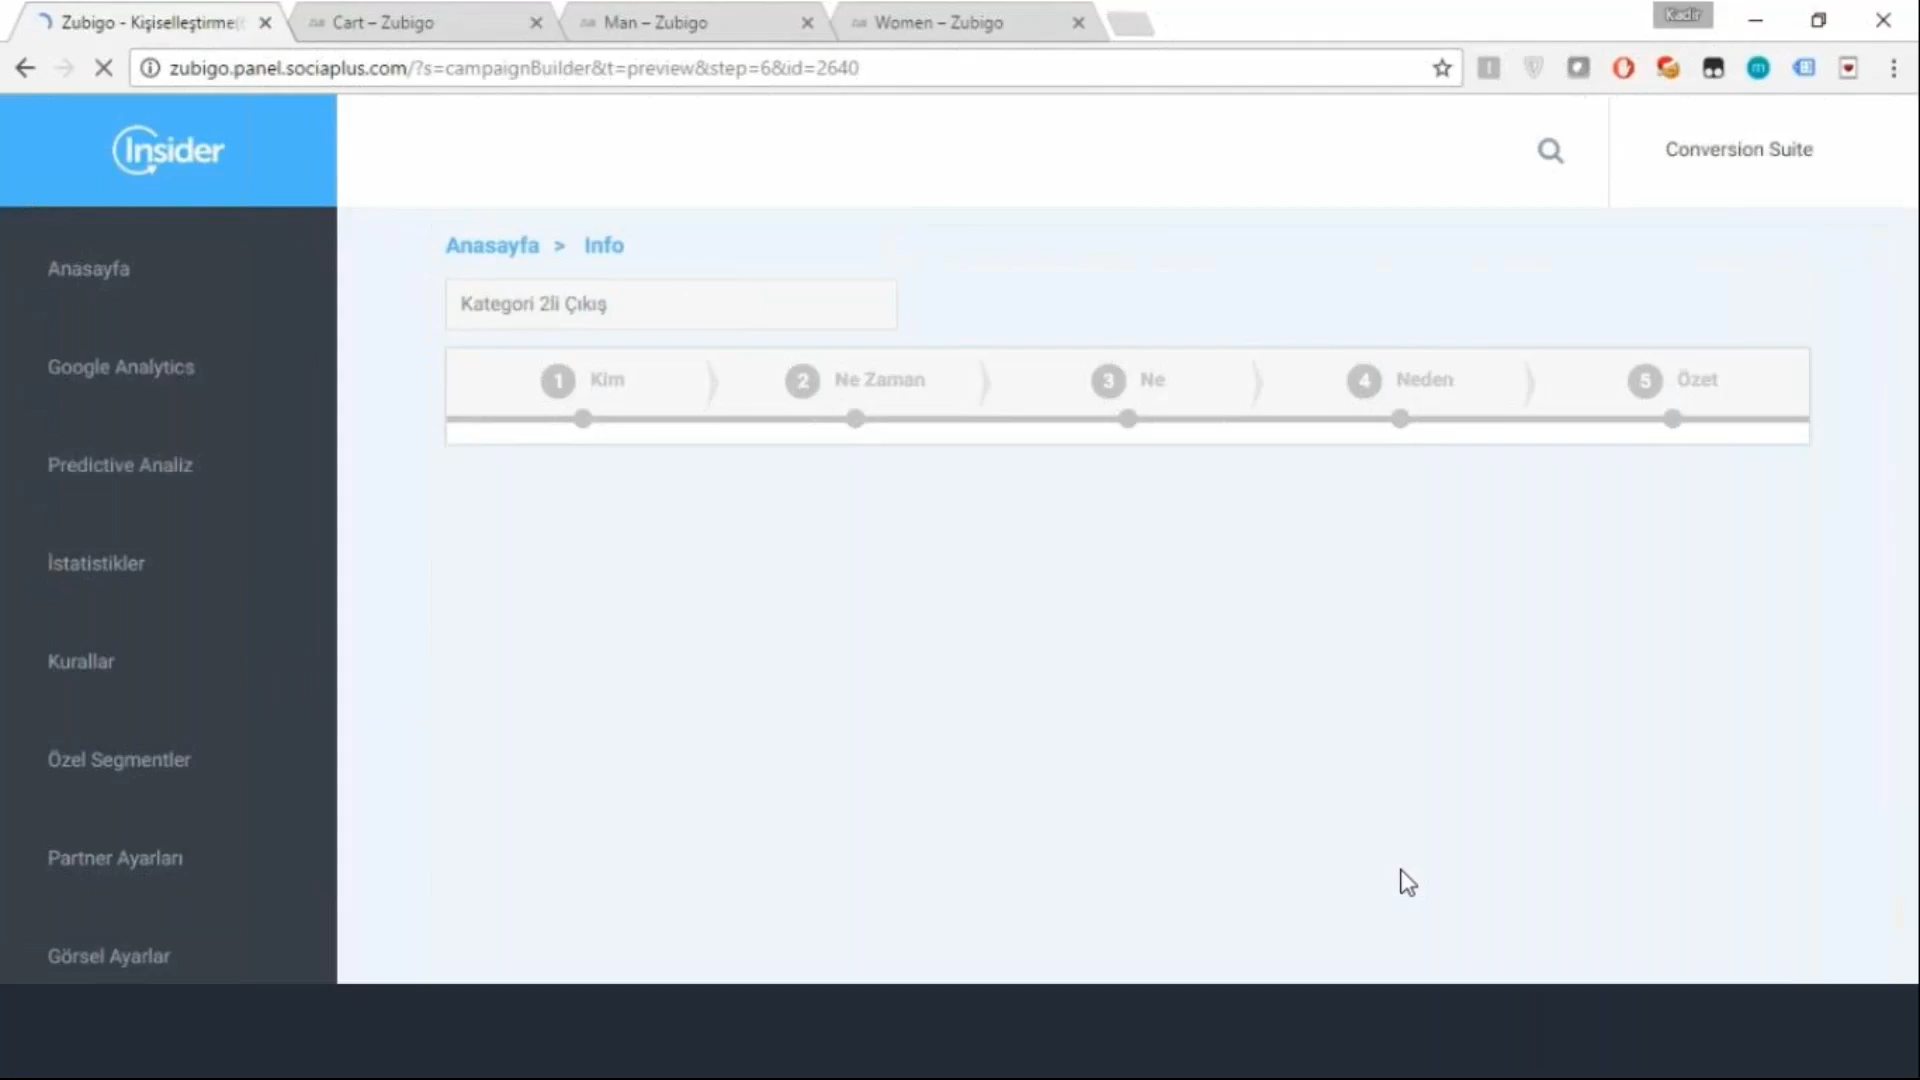 Zubigo - Kişiselleştirme
Cart – Zubigo
Man – Zubigo
Women – Zubigo
Kadir
zubigo.panel.sociaplus.com/?s=campaignBuilder&t=preview&step=6&id=2640
Insider
Conversion Suite
Anasayfa > Info
Kategori 2li Çıkış
1 Kim
2 Ne Zaman
3 Ne
4 Neden
5 Özet
Anasayfa
Google Analytics
Predictive Analiz
İstatistikler
Kurallar
Özel Segmentler
Partner Ayarları
Görsel Ayarlar